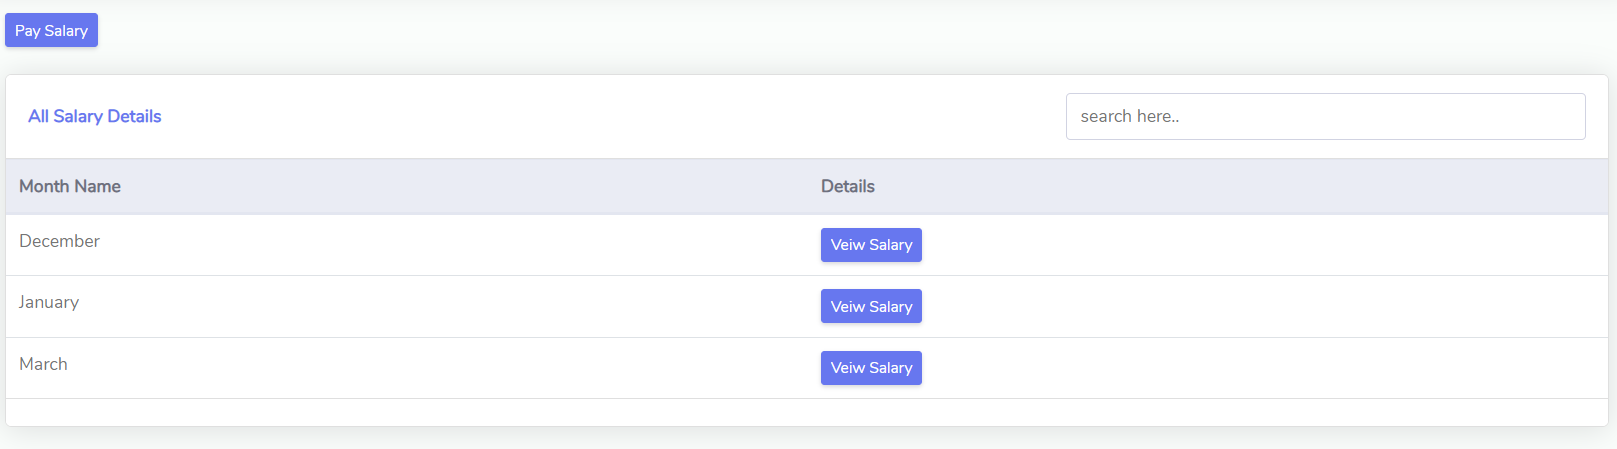 Pay Salary
All Salary Details
search here..
Month Name Details
December Veiw Salary
January Veiw Salary
March Veiw Salary